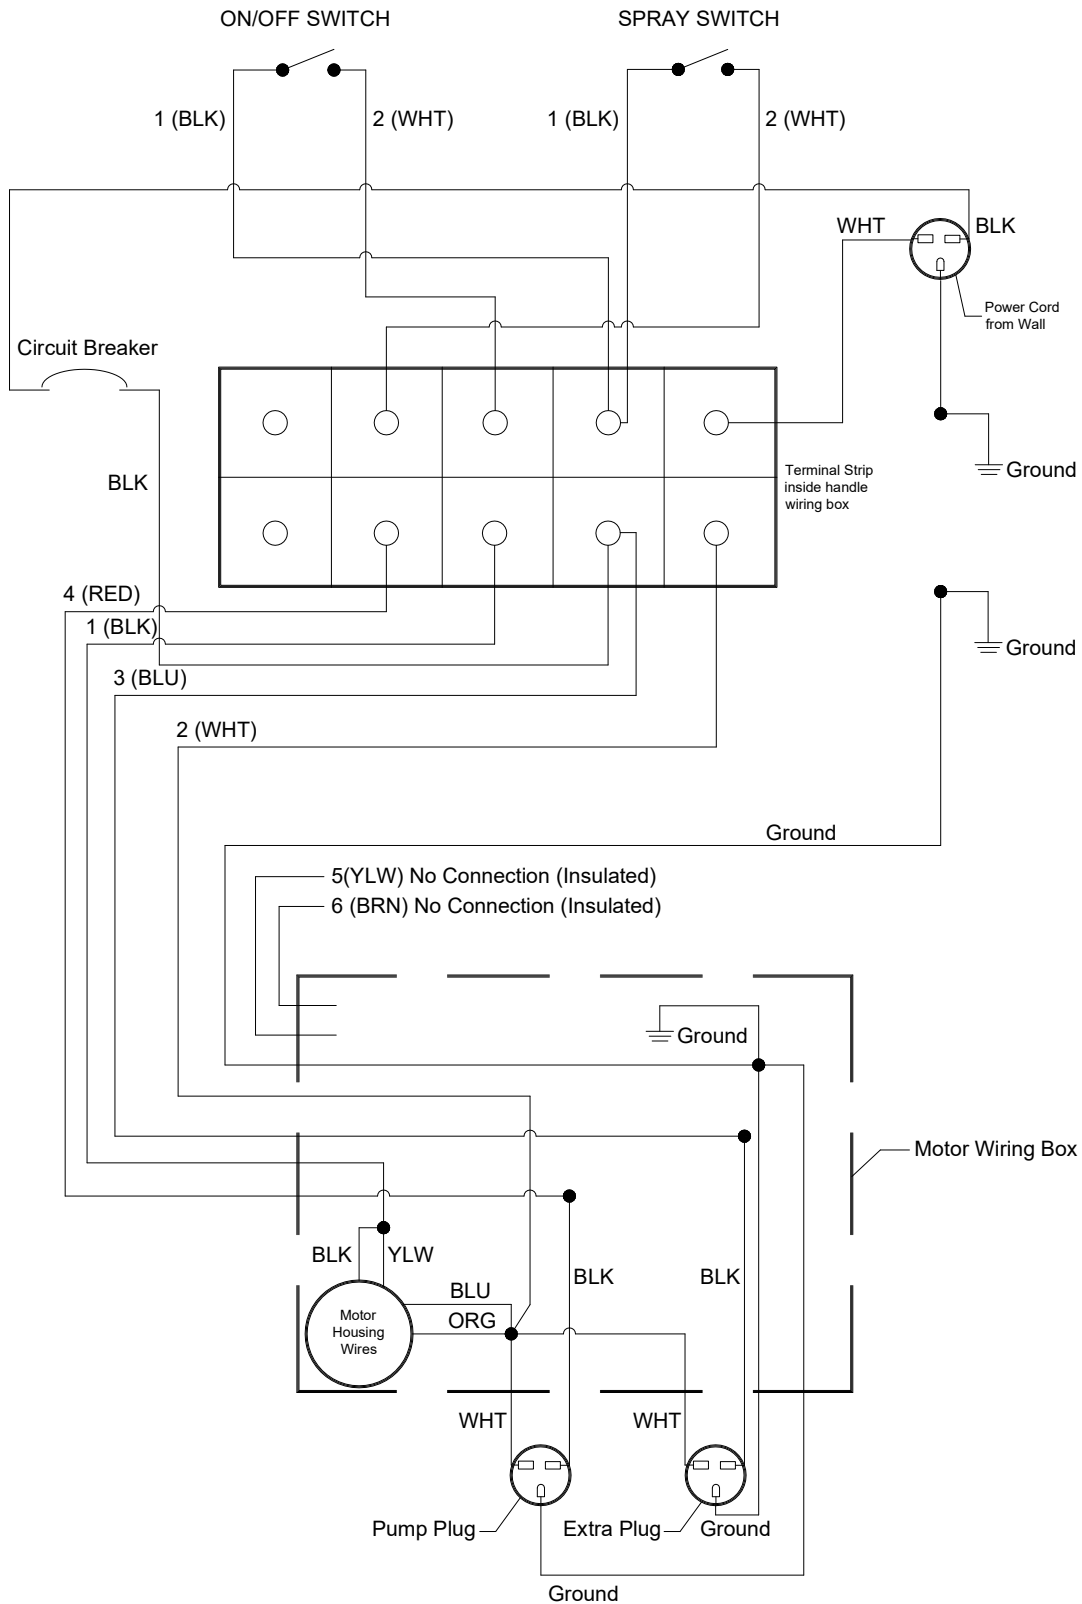 ON/OFF SWITCH
SPRAY SWITCH
1 (BLK)
2 (WHT)
1 (BLK)
2 (WHT)
WHT
BLK
Power Cord
from Wall
Circuit Breaker
Ground
BLK
Terminal Strip
inside handle
wiring box
4 (RED)
1 (BLK)
Ground
3 (BLU)
2 (WHT)
Ground
5(YLW) No Connection (Insulated)
6 (BRN) No Connection (Insulated)
Ground
Motor Wiring Box
BLK
YLW
BLK
BLK
BLU
ORG
Motor
Housing
Wires
WHT
WHT
Pump Plug
Extra Plug
Ground
Ground